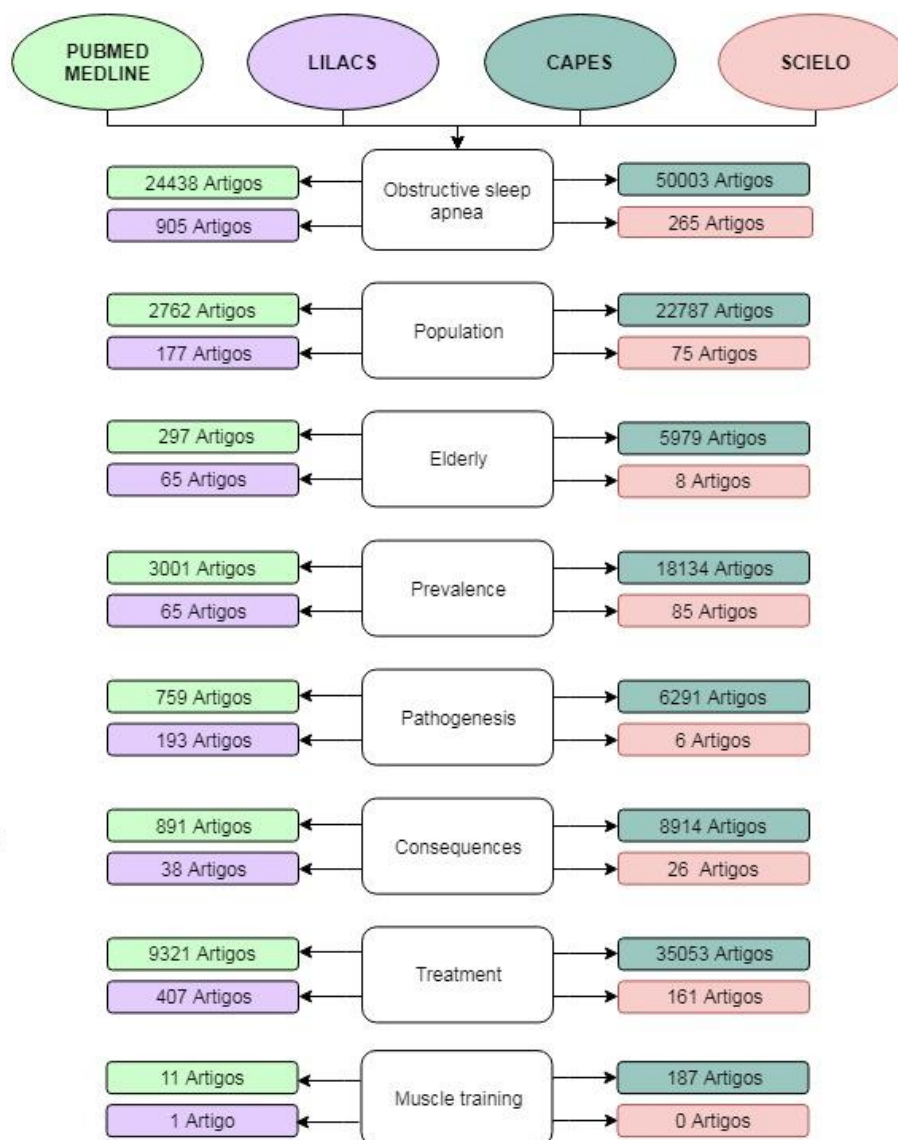 PUBMED
MEDLINE
LILACS
CAPES
SCIELO
24438 Artigos
905 Artigos
Obstructive sleep
apnea
50003 Artigos
265 Artigos
2762 Artigos
177 Artigos
Population
22787 Artigos
75 Artigos
297 Artigos
65 Artigos
Elderly
5979 Artigos
8 Artigos
3001 Artigos
65 Artigos
Prevalence
18134 Artigos
85 Artigos
759 Artigos
193 Artigos
Pathogenesis
6291 Artigos
6 Artigos
891 Artigos
38 Artigos
Consequences
8914 Artigos
26 Artigos
9321 Artigos
407 Artigos
Treatment
35053 Artigos
161 Artigos
11 Artigos
1 Artigo
Muscle training
187 Artigos
0 Artigos